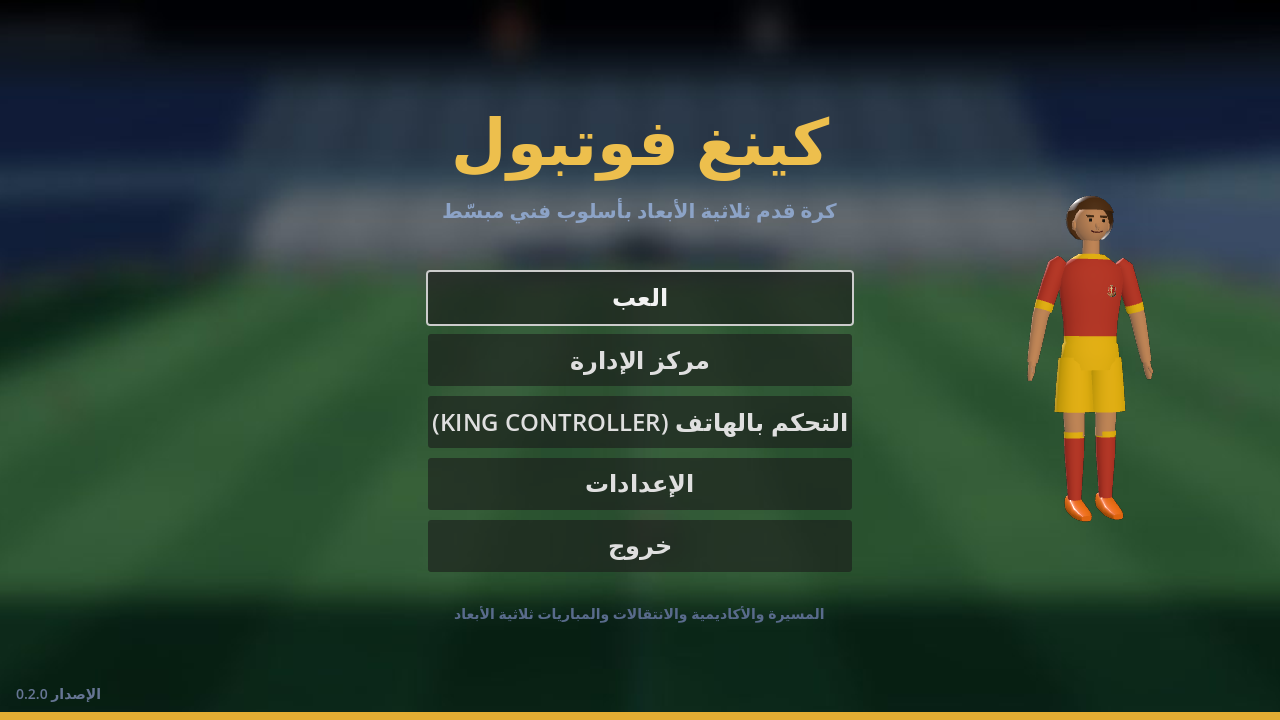 كينغ فوتبول
كرة قدم ثلاثية الأبعاد بأسلوب فني مبسّط
العب
مركز الإدارة
التحكم بالهاتف (KING CONTROLLER)
الإعدادات
خروج
المسيرة والأكاديمية والانتقالات والمباريات ثلاثية الأبعاد
الإصدار 0.2.0